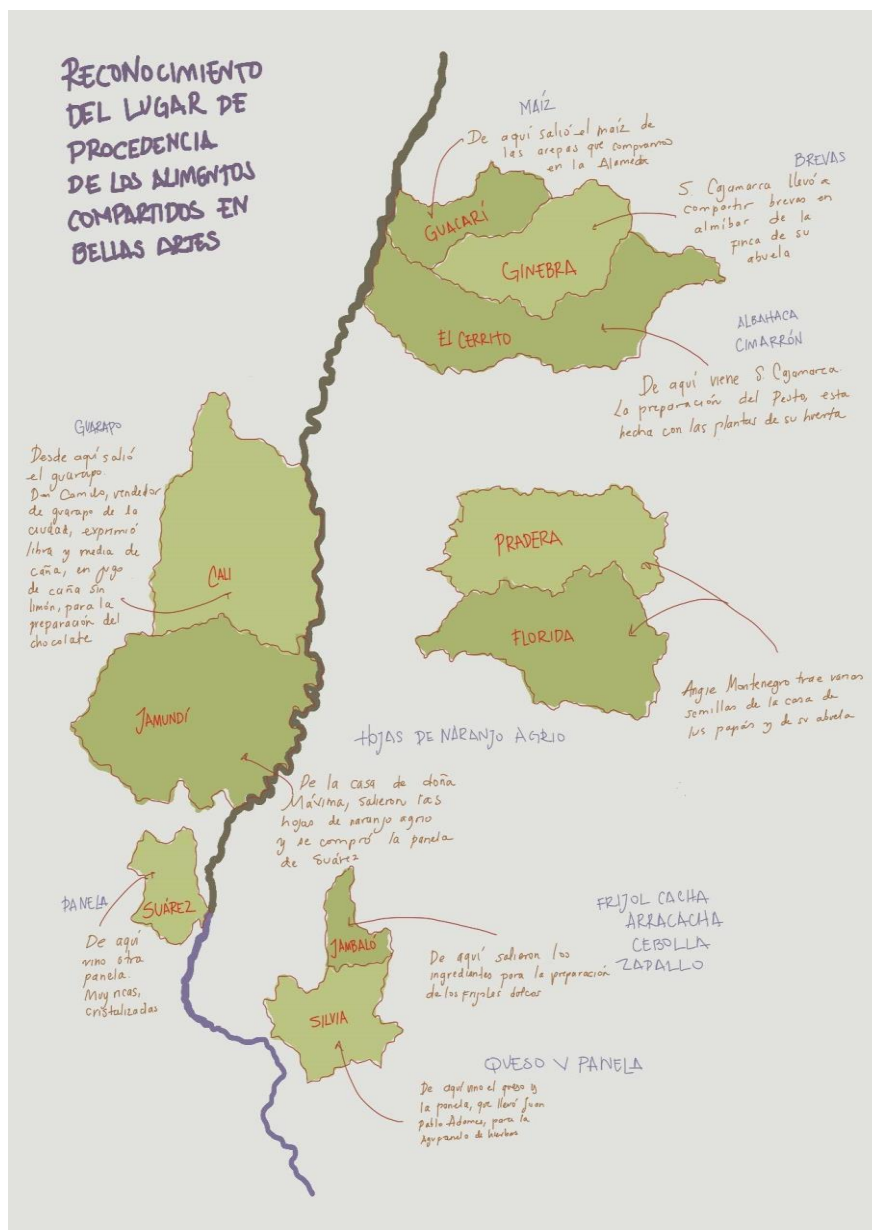 RECONOCIMIENTO
DEL LUGAR DE
PROCEDENCIA
DE LOS ALIMENTOS
COMPARTIDOS EN
BELLAS ARTES
MAÍZ
De aquí salió el maíz de
las arepas que compramos
en la Alameda
GUACARÍ
BREVAS
S. Cajamarca llevó a
compartir brevas en
almíbar de la
finca de su
abuela
GINEBRA
EL CERRITO
ALBAHACA
CIMARRÓN
De aquí viene S. Cajamarca.
La preparación del Pesto, esta
hecha con las plantas de su huerta
GUARAPO
Desde aquí salió
el guarapo.
Don Camilo, vendedor
de guarapo de la
ciudad, exprimió
libra y media de
caña, en jugo
de caña sin
limón, para la
preparación del
chocolate
CALI
PRADERA
FLORIDA
Angie Montenegro trae varias
semillas de la casa de
sus papás y de su abuela
JAMUNDÍ
HOJAS DE NARANJO AGRIO
De la casa de doña
Máxima, salieron las
hojas de naranjo agrio
y se compró la panela
de Suárez
PANELA
SUÁREZ
De aquí
vino otra
panela.
Muy ricas,
cristalizadas
FRIJOL CACHA
ARRACACHA
CEBOLLA
ZAPALLO
JAMBALÓ
De aquí salieron los
ingredientes para la preparación
de los frijoles dulces
SILVIA
QUESO Y PANELA
De aquí vino el queso y
la panela, que llevó Juan
Pablo Adames, para la
Agupanela de hierbas